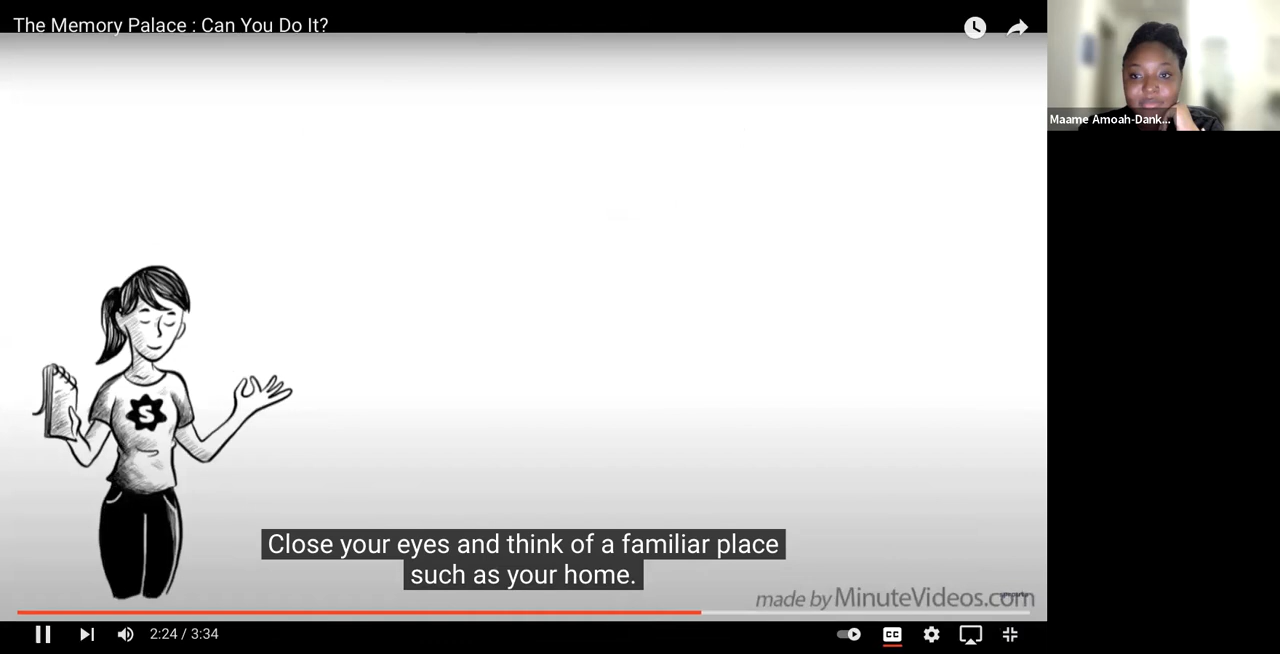 The Memory Palace : Can You Do It?
Maame Amoah-Dank...
S
Close your eyes and think of a familiar place
such as your home.
made by MinuteVideos.com
2:24 / 3:34
CC